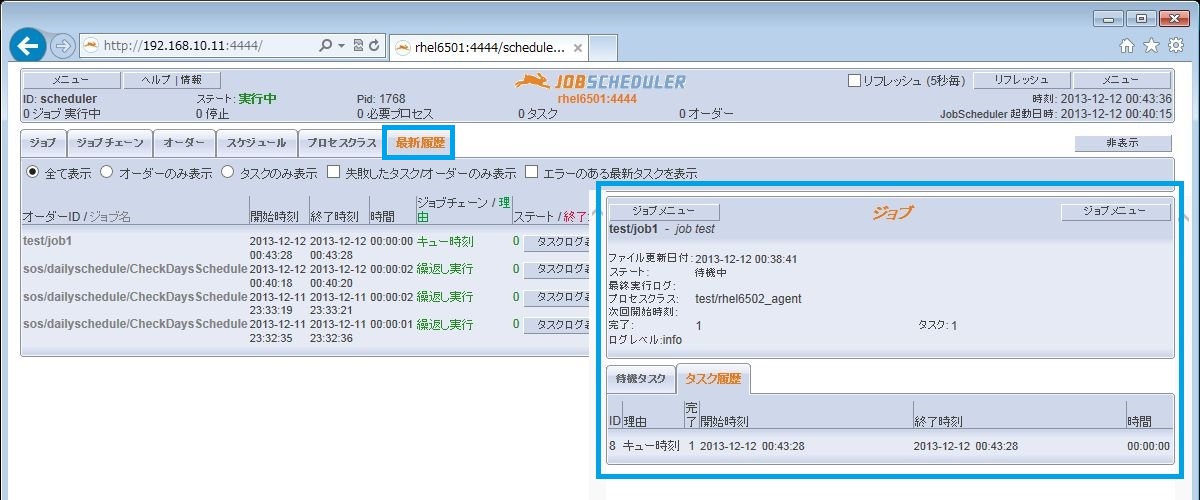 http://192.168.10.11:4444/
rhel6501:4444/schedule...
メニュー ヘルプ | 情報 JOBSCHEDULER リフレッシュ (5秒毎) リフレッシュ メニュー
ID: scheduler ステート: 実行中 Pid: 1768 rhel6501:4444 時刻: 2013-12-12 00:43:36
0 ジョブ 実行中 0 停止 0 必要プロセス 0 タスク 0 オーダー JobScheduler 起動日時: 2013-12-12 00:40:15
ジョブ ジョブチェーン オーダー スケジュール プロセスクラス 最新履歴 非表示
全て表示 オーダーのみ表示 タスクのみ表示 失敗したタスク/オーダーのみ表示 エラーのある最新タスクを表示
オーダーID / ジョブ名 開始時刻 終了時刻 時間 ジョブチェーン / 理由 ステート / 終了
test/job1 2013-12-12 00:43:28 2013-12-12 00:43:28 00:00:00 キュー時刻 0 タスクログ
sos/dailyschedule/CheckDaysSchedule 2013-12-12 00:40:18 2013-12-12 00:40:20 00:00:02 繰返し実行 0 タスクログ
sos/dailyschedule/CheckDaysSchedule 2013-12-11 23:33:19 2013-12-11 23:33:21 00:00:02 繰返し実行 0 タスクログ
sos/dailyschedule/CheckDaysSchedule 2013-12-11 23:32:35 2013-12-11 23:32:36 00:00:01 繰返し実行 0 タスクログ
ジョブメニュー ジョブ ジョブメニュー
test/job1 - job test
ファイル更新日付: 2013-12-12 00:38:41
ステート: 待機中
最終実行ログ:
プロセスクラス: test/rhel6502_agent
次回開始時刻:
完了: 1 タスク: 1
ログレベル:info
待機タスク タスク履歴
ID 理由 完了 開始時刻 終了時刻 時間
8 キュー時刻 1 2013-12-12 00:43:28 2013-12-12 00:43:28 00:00:00